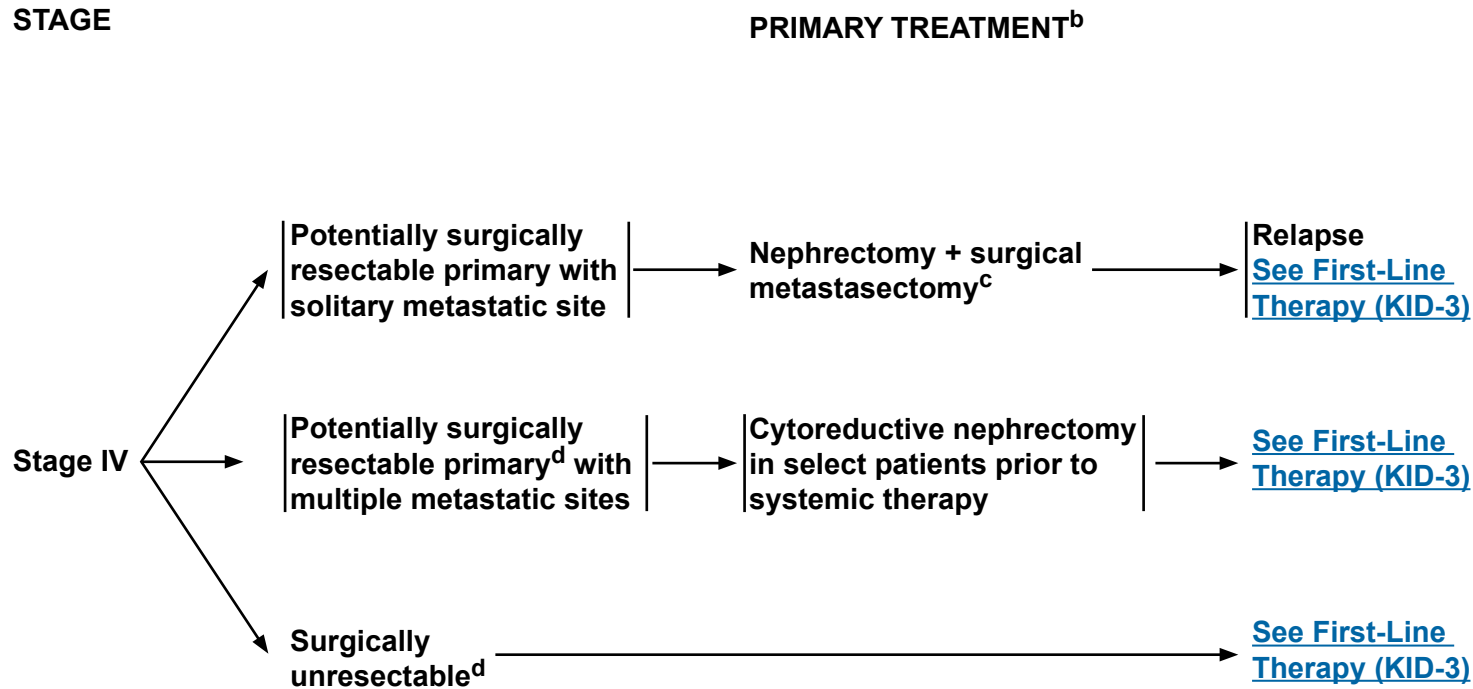 STAGE
PRIMARY TREATMENTb
Potentially surgically
resectable primary with
solitary metastatic site
Nephrectomy + surgical
metastasectomyc
Relapse
See First-Line
Therapy (KID-3)
Stage IV
Potentially surgically
resectable primaryd with
multiple metastatic sites
Cytoreductive nephrectomy
in select patients prior to
systemic therapy
See First-Line
Therapy (KID-3)
Surgically
unresectabled
See First-Line
Therapy (KID-3)